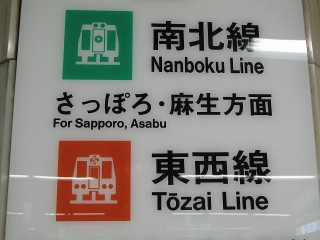 南北線
Nanboku Line
さっぽろ・麻生方面
For Sapporo, Asabu
東西線
Tōzai Line